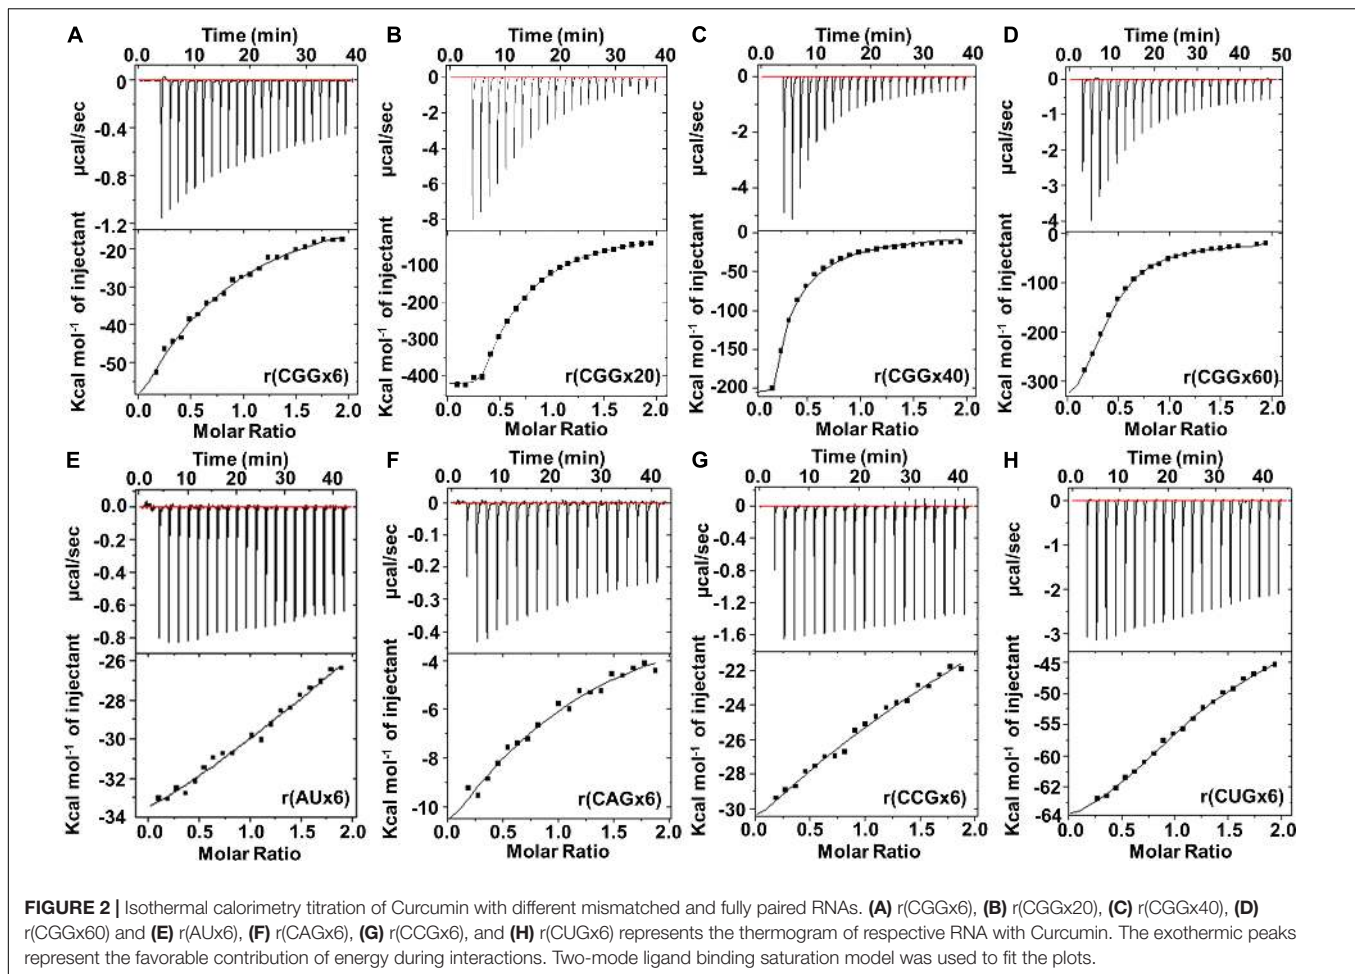 A
Time (min)
0 10 20 30 40
0
-0.4
-0.8
-1.2
µcal/sec
-20
-30
-40
-50
Kcal mol⁻¹ of injectant
r(CGGx6)
0.0 0.5 1.0 1.5 2.0
Molar Ratio
B
Time (min)
0 10 20 30 40
0
-2
-4
-6
-8
µcal/sec
-100
-200
-300
-400
Kcal mol⁻¹ of injectant
r(CGGx20)
0.0 0.5 1.0 1.5 2.0
Molar Ratio
C
Time (min)
0 10 20 30 40
0
-2
-4
µcal/sec
0
-50
-100
-150
-200
Kcal mol⁻¹ of injectant
r(CGGx40)
0.0 0.5 1.0 1.5 2.0
Molar Ratio
D
Time (min)
0 10 20 30 40 50
0
-1
-2
-3
-4
µcal/sec
0
-100
-200
-300
Kcal mol⁻¹ of injectant
r(CGGx60)
0.0 0.5 1.0 1.5 2.0
Molar Ratio
E
Time (min)
0 10 20 30 40
0.0
-0.2
-0.4
-0.6
-0.8
µcal/sec
-26
-28
-30
-32
-34
Kcal mol⁻¹ of injectant
r(AUx6)
0.0 0.5 1.0 1.5 2.0
Molar Ratio
F
Time (min)
0 10 20 30 40
0.0
-0.1
-0.2
-0.3
-0.4
µcal/sec
-4
-6
-8
-10
Kcal mol⁻¹ of injectant
r(CAGx6)
0.0 0.5 1.0 1.5 2.0
Molar Ratio
G
Time (min)
0 10 20 30 40
0
-0.4
-0.8
-1.2
-1.6
µcal/sec
-22
-24
-26
-28
-30
Kcal mol⁻¹ of injectant
r(CCGx6)
0.0 0.5 1.0 1.5 2.0
Molar Ratio
H
Time (min)
0 10 20 30 40
0
-1
-2
-3
µcal/sec
-45
-50
-55
-60
-64
Kcal mol⁻¹ of injectant
r(CUGx6)
0.0 0.5 1.0 1.5 2.0
Molar Ratio
FIGURE 2 | Isothermal calorimetry titration of Curcumin with different mismatched and fully paired RNAs. (A) r(CGGx6), (B) r(CGGx20), (C) r(CGGx40), (D)
r(CGGx60) and (E) r(AUx6), (F) r(CAGx6), (G) r(CCGx6), and (H) r(CUGx6) represents the thermogram of respective RNA with Curcumin. The exothermic peaks
represent the favorable contribution of energy during interactions. Two-mode ligand binding saturation model was used to fit the plots.